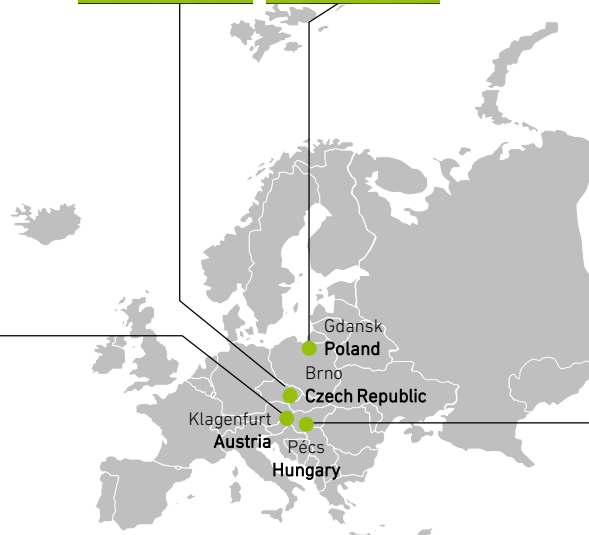 Gdansk
Poland
Brno
Czech Republic
Klagenfurt
Austria
Pécs
Hungary